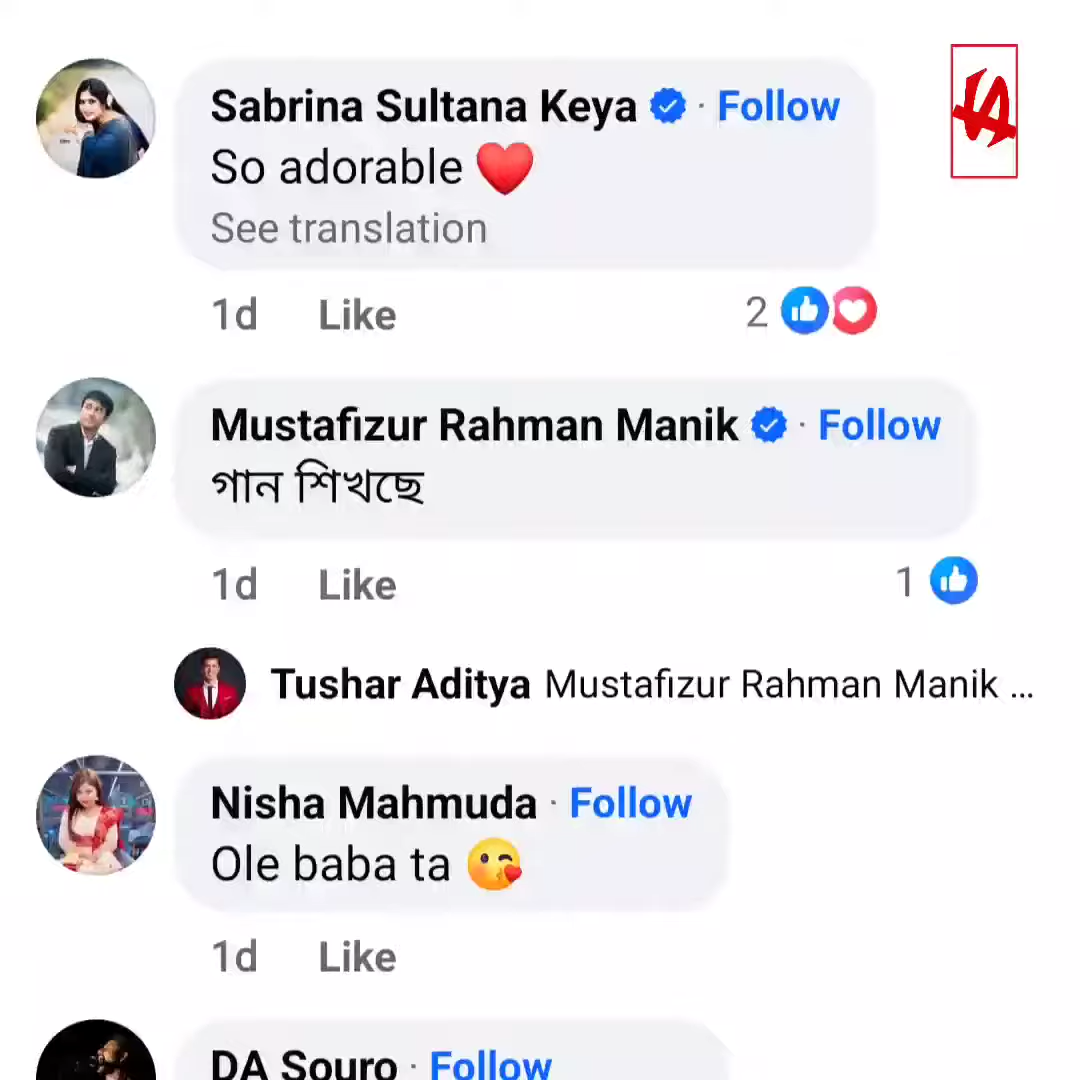 Sabrina Sultana Keya · Follow
So adorable ❤️
See translation
1d Like 2
Mustafizur Rahman Manik · Follow
গান শিখছে
1d Like 1
Tushar Aditya Mustafizur Rahman Manik ...
Nisha Mahmuda · Follow
Ole baba ta 😘
1d Like
DA Souro · Follow